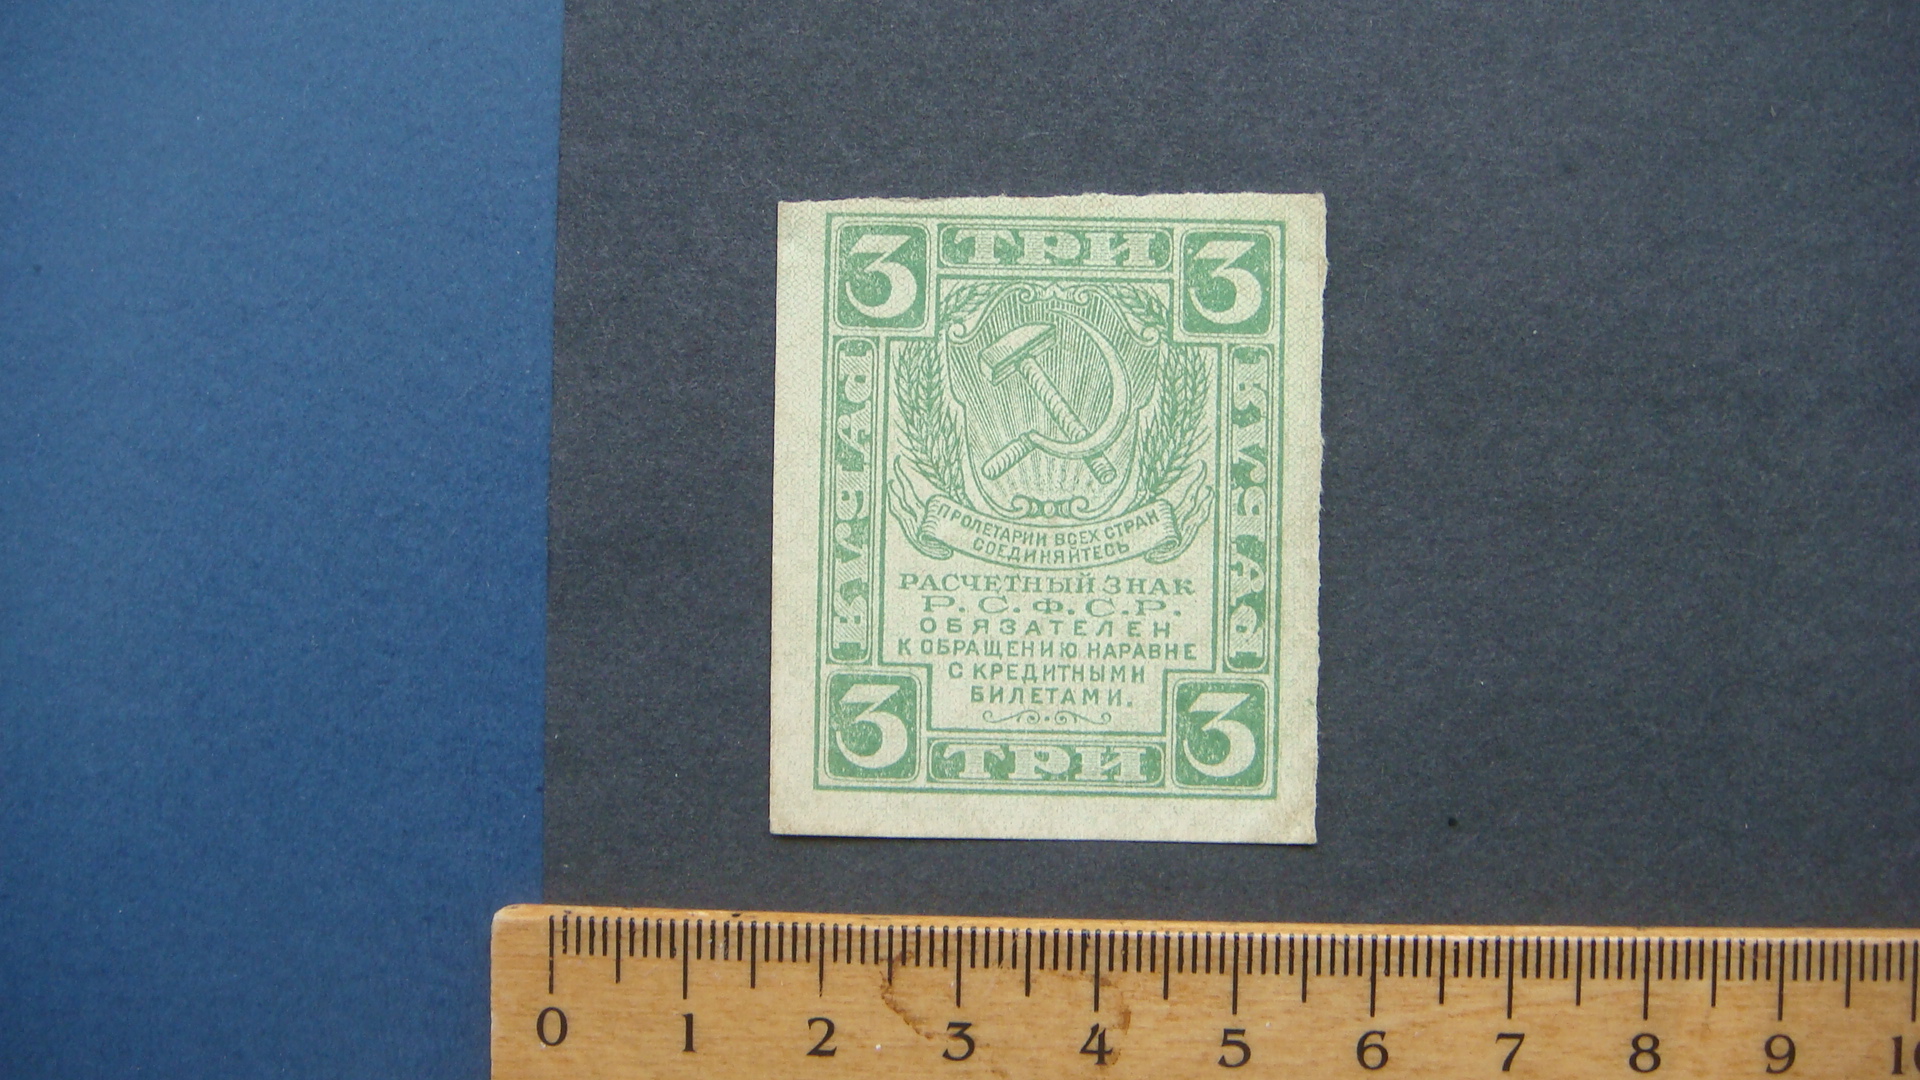 3 ТРИ 3
РУБЛЯ
РУБЛЯ
ПРОЛЕТАРИИ ВСЕХ СТРАН
СОЕДИНЯЙТЕСЬ
РАСЧЕТНЫЙ ЗНАК
Р. С. Ф. С. Р.
ОБЯЗАТЕЛЕН
К ОБРАЩЕНИЮ НАРАВНЕ
С КРЕДИТНЫМИ
БИЛЕТАМИ.
3 ТРИ 3
0 1 2 3 4 5 6 7 8 9 10